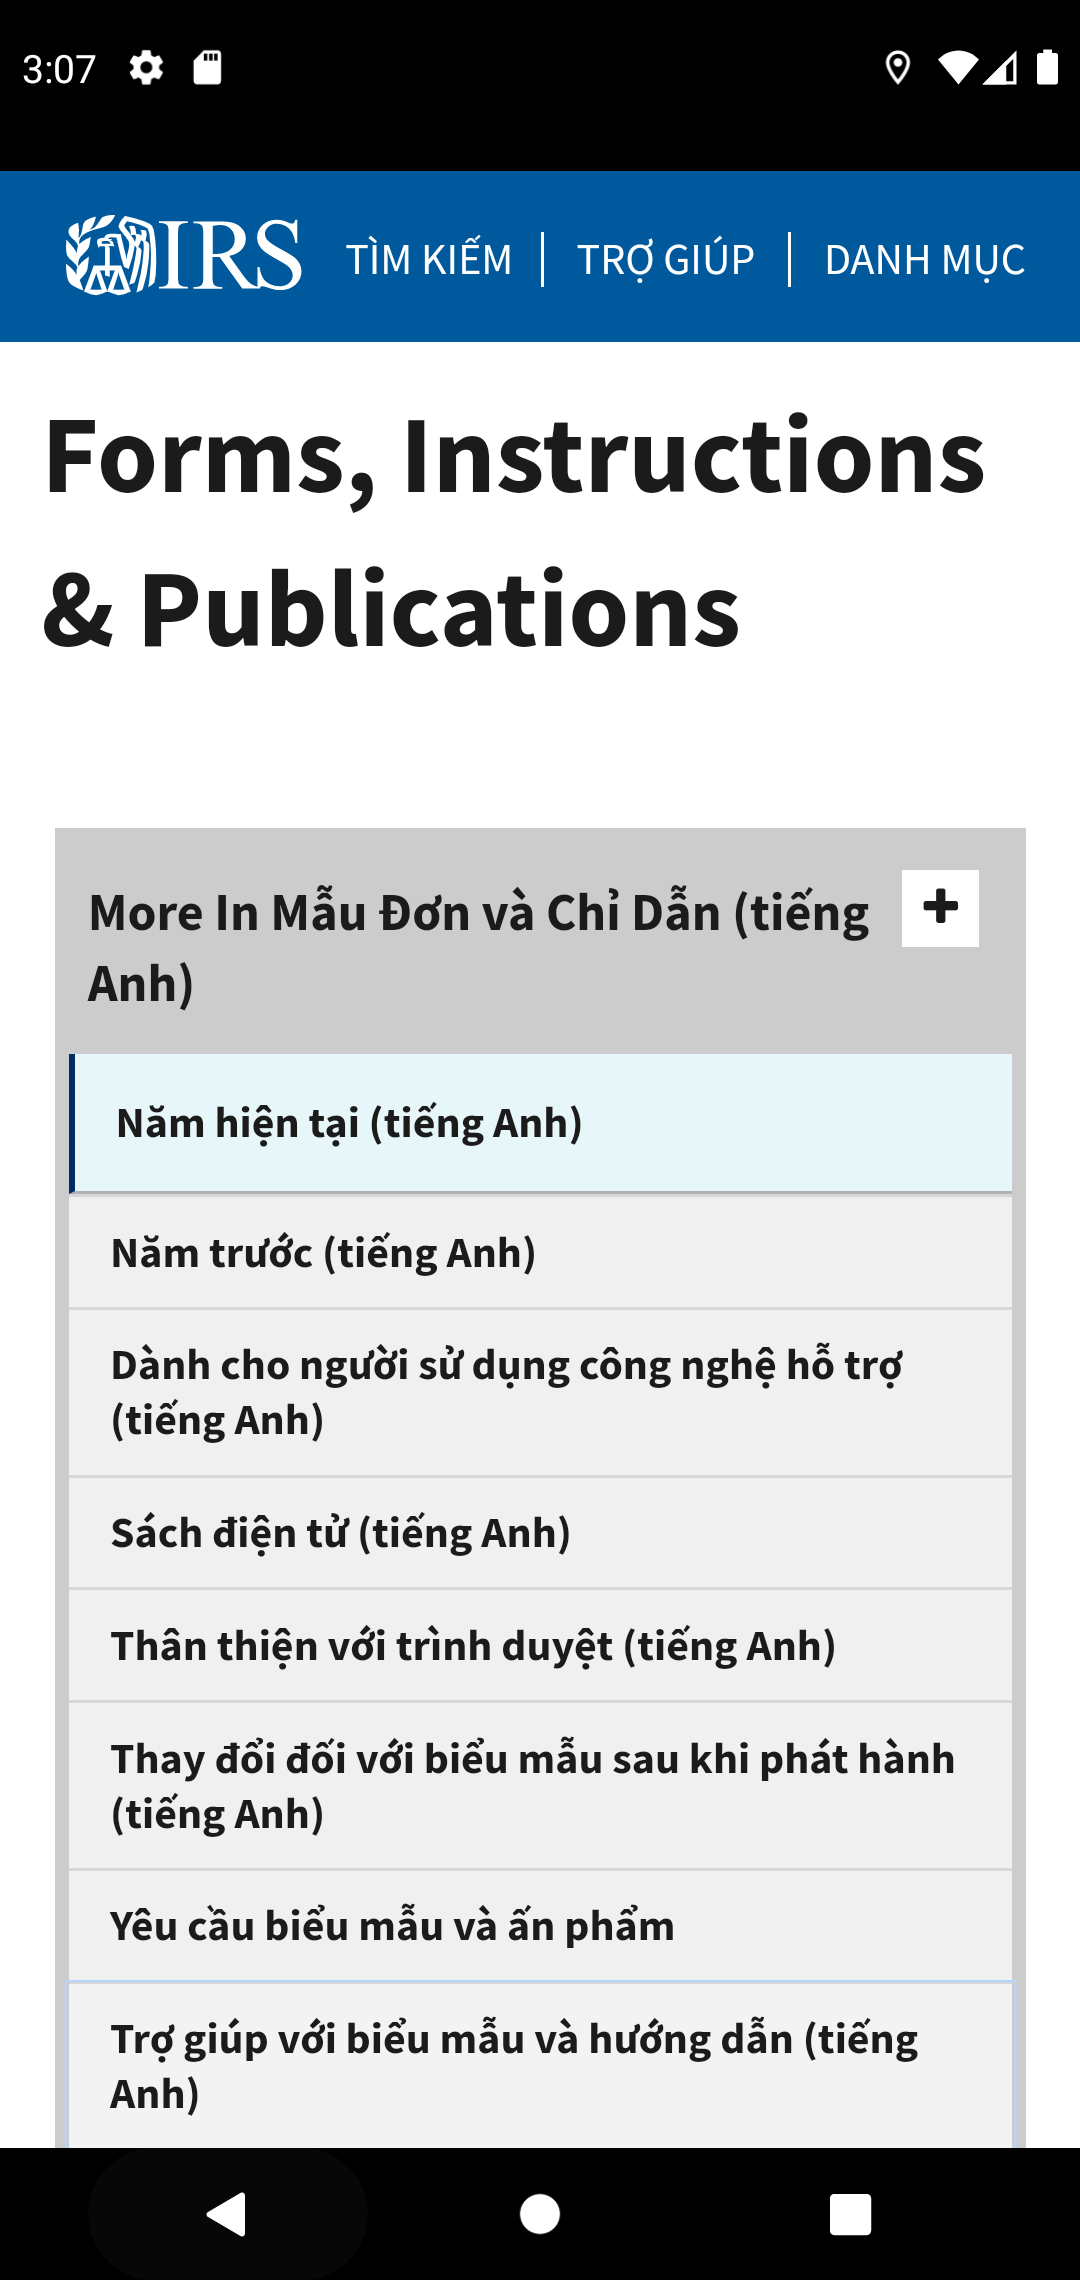 3:07
IRS
TÌM KIẾM
TRỢ GIÚP
DANH MỤC
Forms, Instructions
& Publications
More In Mẫu Đơn và Chỉ Dẫn (tiếng
Anh)
Năm hiện tại (tiếng Anh)
Năm trước (tiếng Anh)
Dành cho người sử dụng công nghệ hỗ trợ
(tiếng Anh)
Sách điện tử (tiếng Anh)
Thân thiện với trình duyệt (tiếng Anh)
Thay đổi đối với biểu mẫu sau khi phát hành
(tiếng Anh)
Yêu cầu biểu mẫu và ấn phẩm
Trợ giúp với biểu mẫu và hướng dẫn (tiếng
Anh)